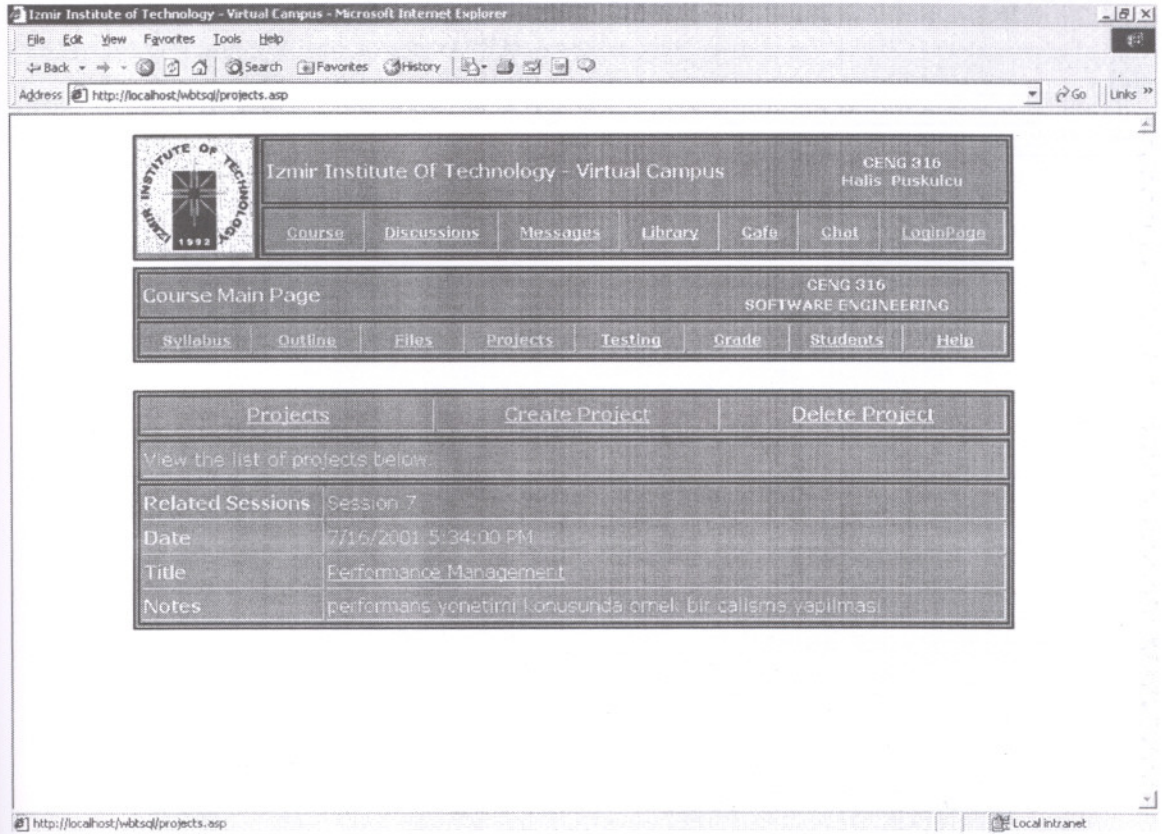 Izmir Institute of Technology - Virtual Campus - Microsoft Internet Explorer
File Edit View Favorites Tools Help
Back Search Favorites History
Address http://localhost/wbtsql/projects.asp Go Links »
INSTITUTE OF TECHNOLOGY
IZMIR
1992
Izmir Institute Of Technology - Virtual Campus
CENG 316
Halis Puskulcu
Course Discussions Messages Library Cafe Chat LoginPage
Course Main Page
CENG 316
SOFTWARE ENGINEERING
Syllabus Outline Files Projects Testing Grade Students Help
Projects Create Project Delete Project
View the list of projects below.
Related Sessions Session 7
Date 7/16/2001 5:34:00 PM
Title Performance Management
Notes performans yonetimi konusunda ornek bir calisma yapilmasi
http://localhost/wbtsql/projects.asp Local intranet